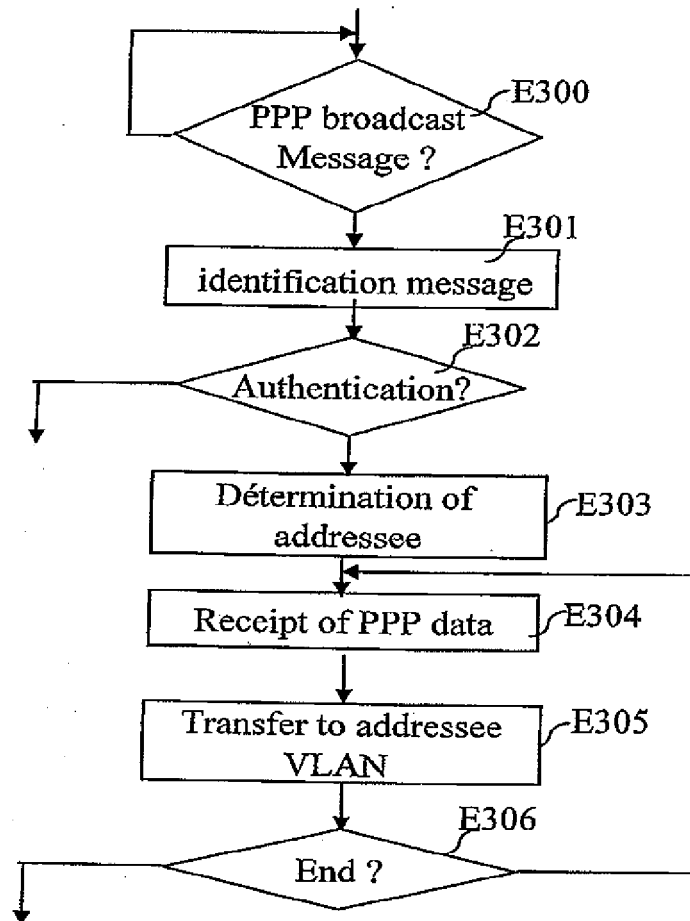 E300
PPP broadcast
Message ?
E301
identification message
E302
Authentication?
Détermination of
addressee
E303
Receipt of PPP data
E304
Transfer to addressee
VLAN
E305
E306
End ?